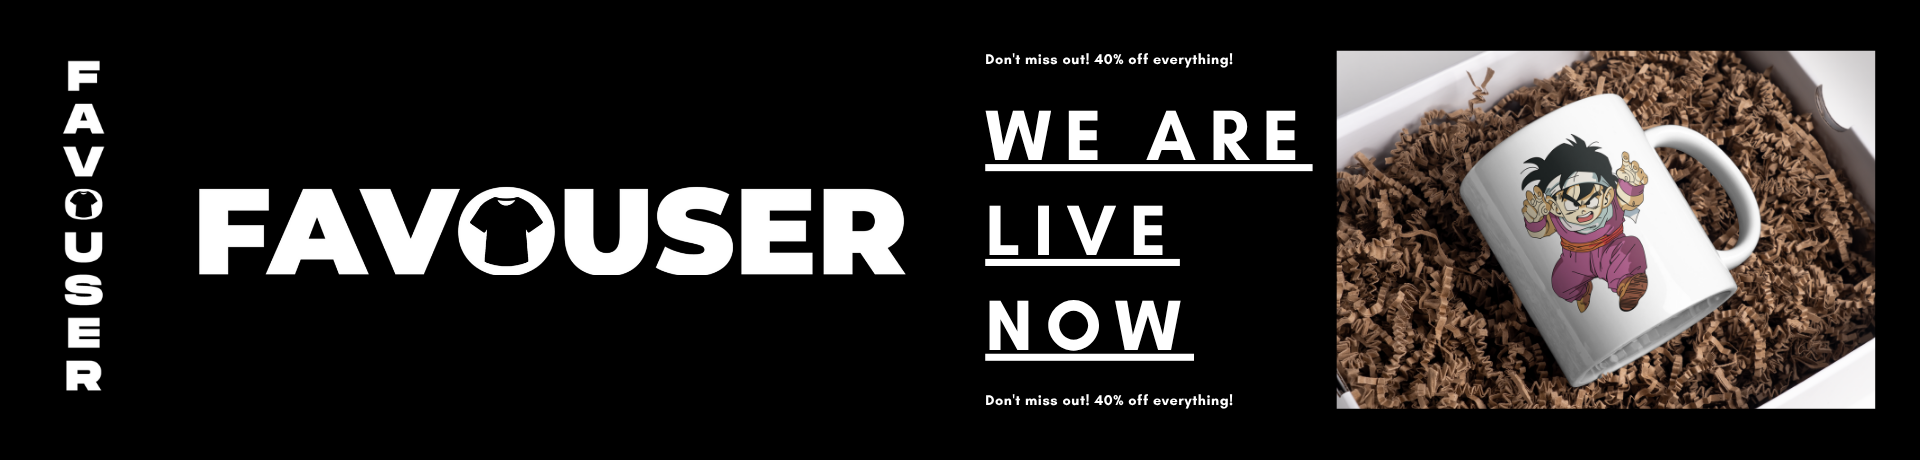 FAVOUSER
FAVOUSER
Don't miss out! 40% off everything!
WE ARE
LIVE
NOW
Don't miss out! 40% off everything!